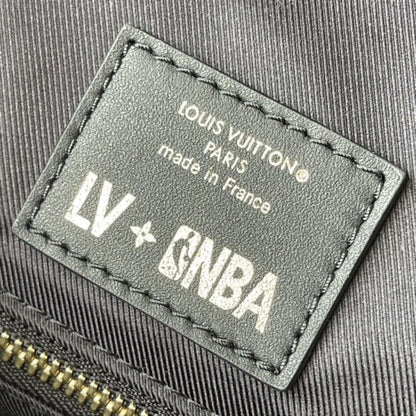 LOUIS VUITTON®
PARIS
made in France
LV + NBA